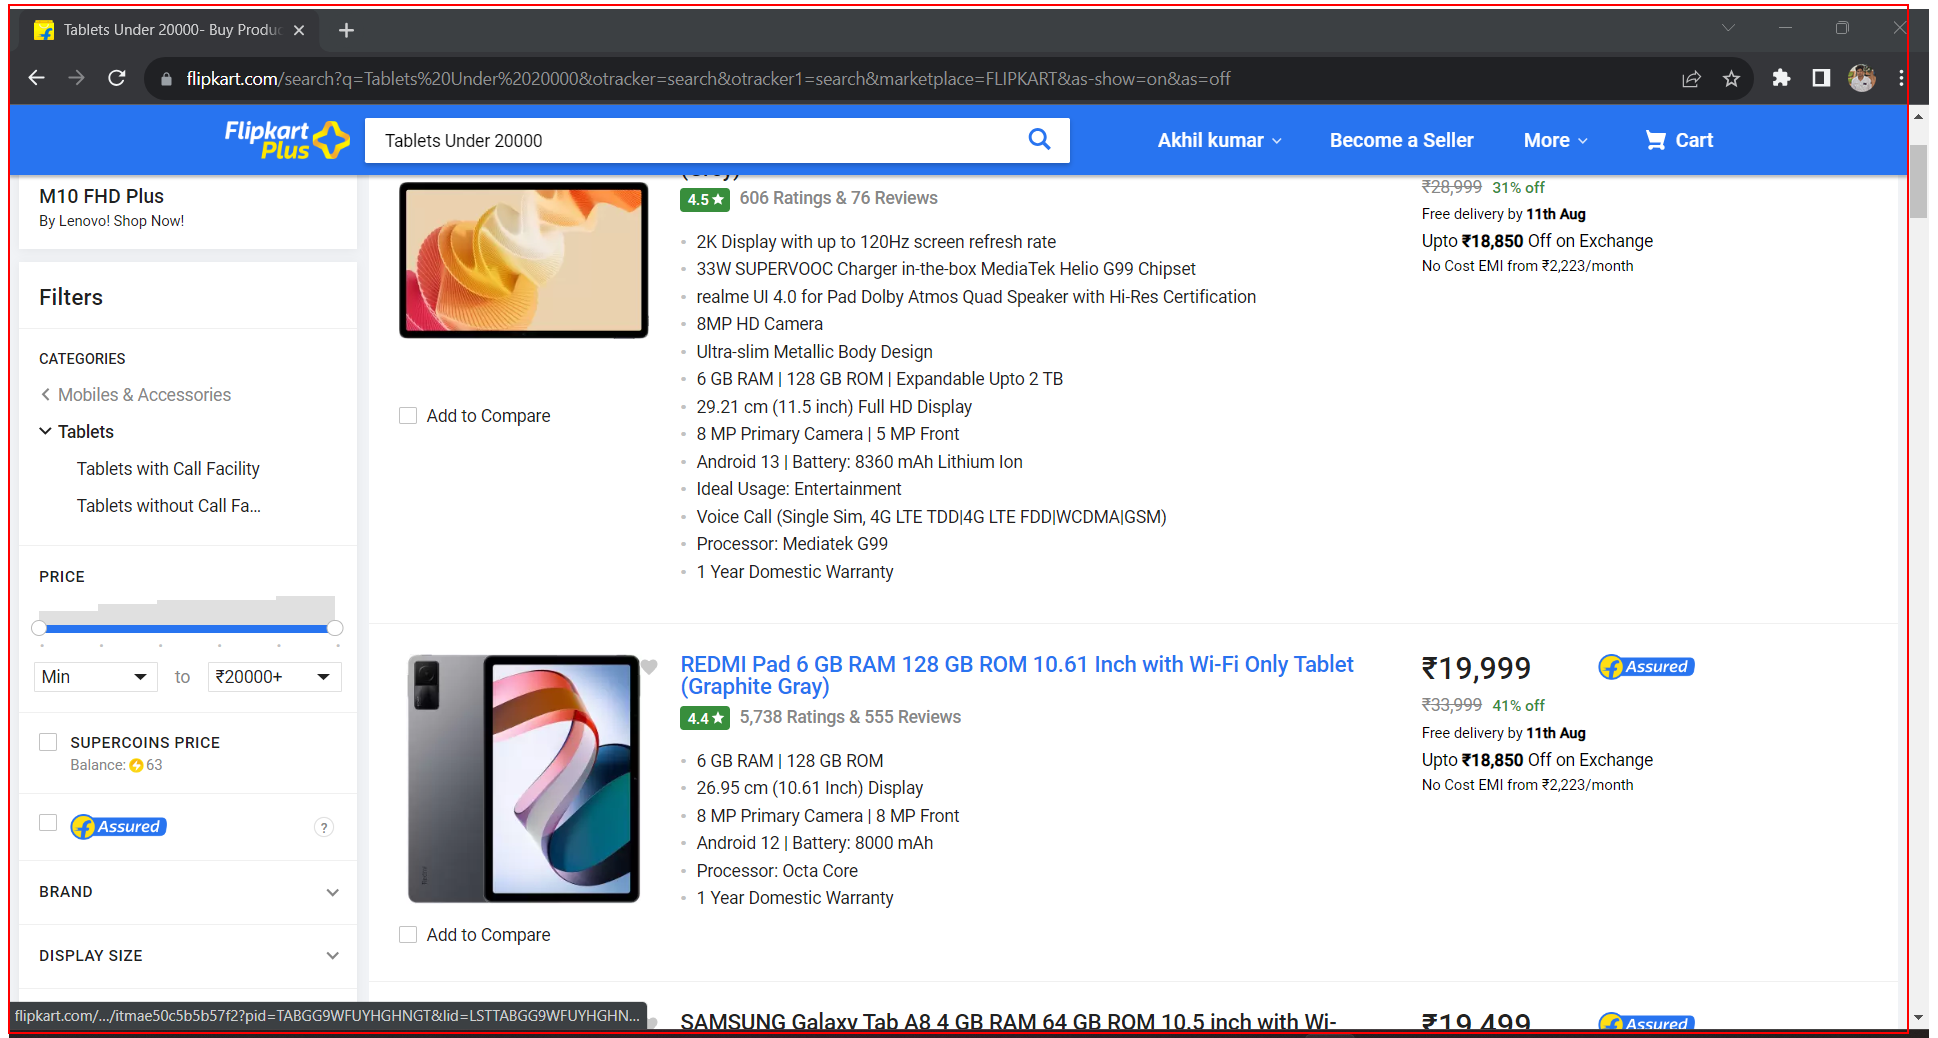 Tablets Under 20000- Buy Produc
flipkart.com/search?q=Tablets%20Under%2020000&otracker=search&otracker1=search&marketplace=FLIPKART&as-show=on&as=off
Flipkart
Plus
Tablets Under 20000
Akhil kumar
Become a Seller
More
Cart
M10 FHD Plus
By Lenovo! Shop Now!
Filters
CATEGORIES
Mobiles & Accessories
Tablets
Tablets with Call Facility
Tablets without Call Fa...
PRICE
Min
to
₹20000+
SUPERCOINS PRICE
Balance: 63
Assured
?
BRAND
DISPLAY SIZE
4.5★ 606 Ratings & 76 Reviews
2K Display with up to 120Hz screen refresh rate
33W SUPERVOOC Charger in-the-box MediaTek Helio G99 Chipset
realme UI 4.0 for Pad Dolby Atmos Quad Speaker with Hi-Res Certification
8MP HD Camera
Ultra-slim Metallic Body Design
6 GB RAM | 128 GB ROM | Expandable Upto 2 TB
29.21 cm (11.5 inch) Full HD Display
8 MP Primary Camera | 5 MP Front
Android 13 | Battery: 8360 mAh Lithium Ion
Ideal Usage: Entertainment
Voice Call (Single Sim, 4G LTE TDD|4G LTE FDD|WCDMA|GSM)
Processor: Mediatek G99
1 Year Domestic Warranty
Add to Compare
₹28,999 31% off
Free delivery by 11th Aug
Upto ₹18,850 Off on Exchange
No Cost EMI from ₹2,223/month
REDMI Pad 6 GB RAM 128 GB ROM 10.61 Inch with Wi-Fi Only Tablet
(Graphite Gray)
4.4★ 5,738 Ratings & 555 Reviews
6 GB RAM | 128 GB ROM
26.95 cm (10.61 Inch) Display
8 MP Primary Camera | 8 MP Front
Android 12 | Battery: 8000 mAh
Processor: Octa Core
1 Year Domestic Warranty
Add to Compare
₹19,999
Assured
₹33,999 41% off
Free delivery by 11th Aug
Upto ₹18,850 Off on Exchange
No Cost EMI from ₹2,223/month
SAMSUNG Galaxy Tab A8 4 GB RAM 64 GB ROM 10.5 inch with Wi-
₹19,499
Assured
flipkart.com/.../itmae50c5b5b57f2?pid=TABGG9WFUYHGHNGT&lid=LSTTABGG9WFUYHGHN...